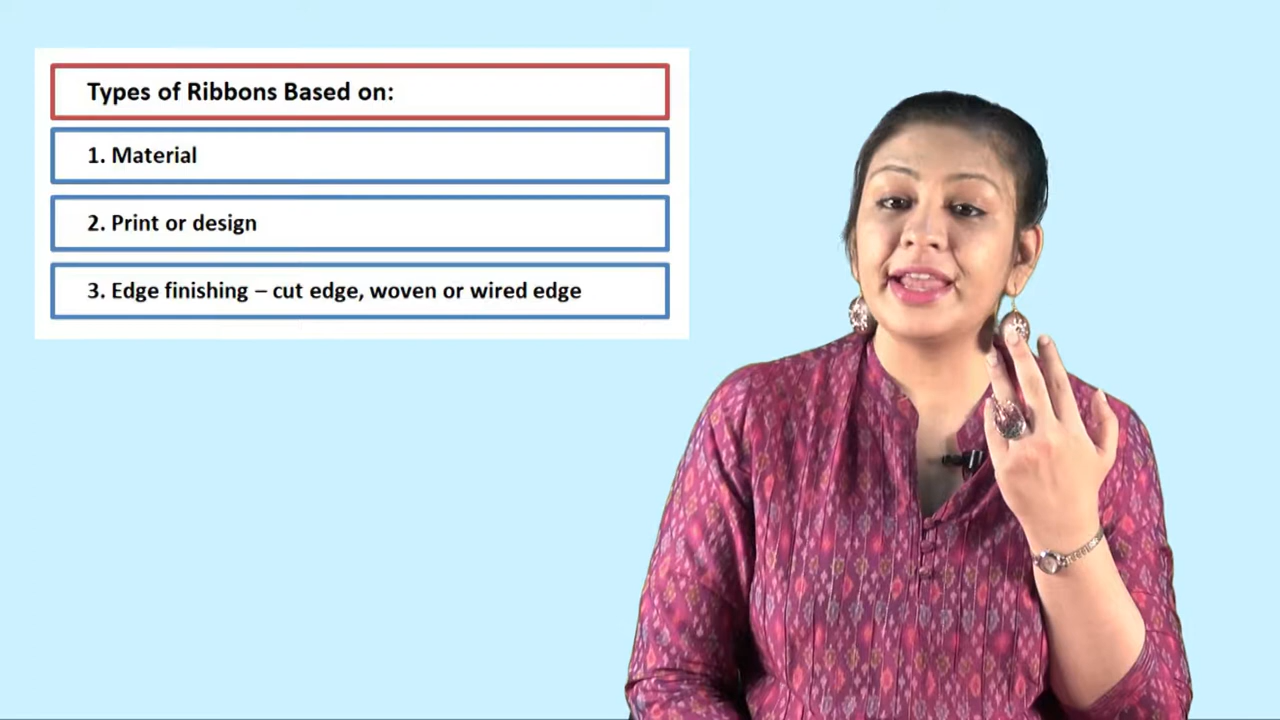 Types of Ribbons Based on:
1. Material
2. Print or design
3. Edge finishing – cut edge, woven or wired edge